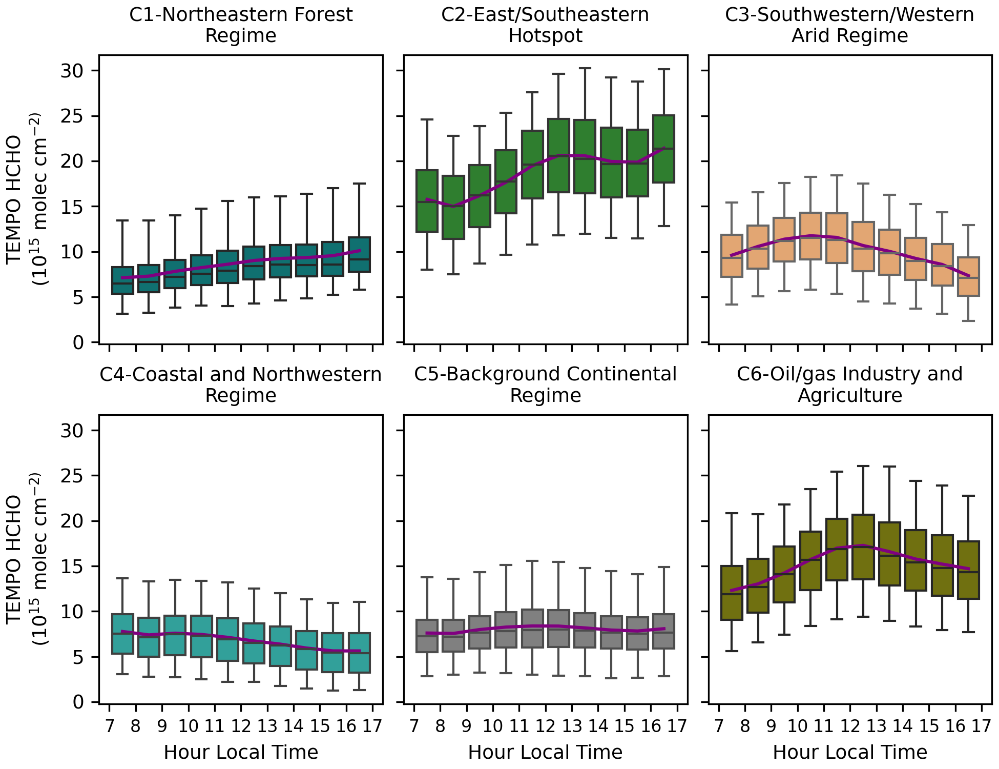 C1-Northeastern Forest
Regime
C2-East/Southeastern
Hotspot
C3-Southwestern/Western
Arid Regime
TEMPO HCHO
(10¹⁵ molec cm⁻²⁾
30
25
20
15
10
5
0
C4-Coastal and Northwestern
Regime
C5-Background Continental
Regime
C6-Oil/gas Industry and
Agriculture
TEMPO HCHO
(10¹⁵ molec cm⁻²⁾
30
25
20
15
10
5
0
7 8 9 10 11 12 13 14 15 16 17
7 8 9 10 11 12 13 14 15 16 17
7 8 9 10 11 12 13 14 15 16 17
Hour Local Time
Hour Local Time
Hour Local Time